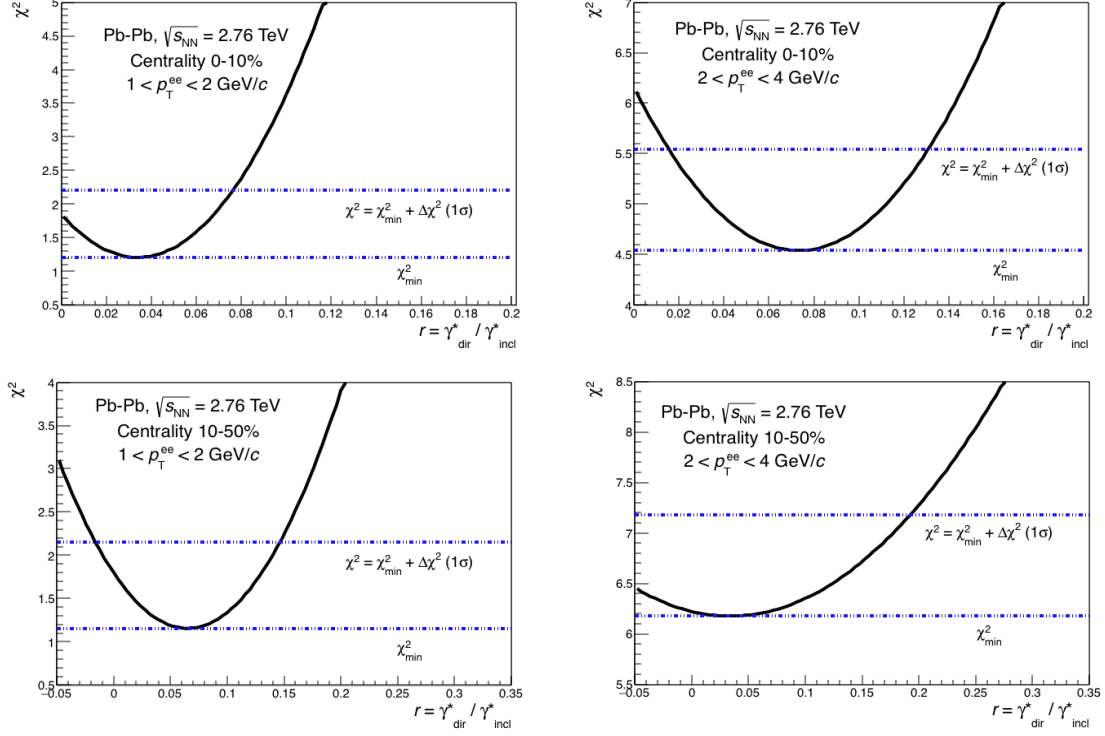 χ²
5
4.5
4
3.5
3
2.5
2
1.5
1
0.5
Pb-Pb, √s_NN = 2.76 TeV
Centrality 0-10%
1 < p_T^ee < 2 GeV/c
χ² = χ²_min + Δχ² (1σ)
χ²_min
0 0.02 0.04 0.06 0.08 0.1 0.12 0.14 0.16 0.18 0.2
r = γ*_dir / γ*_incl
χ²
7
6.5
6
5.5
5
4.5
4
Pb-Pb, √s_NN = 2.76 TeV
Centrality 0-10%
2 < p_T^ee < 4 GeV/c
χ² = χ²_min + Δχ² (1σ)
χ²_min
0 0.02 0.04 0.06 0.08 0.1 0.12 0.14 0.16 0.18 0.2
r = γ*_dir / γ*_incl
χ²
4
3.5
3
2.5
2
1.5
1
0.5
Pb-Pb, √s_NN = 2.76 TeV
Centrality 10-50%
1 < p_T^ee < 2 GeV/c
χ² = χ²_min + Δχ² (1σ)
χ²_min
−0.05 0 0.05 0.1 0.15 0.2 0.25 0.3 0.35
r = γ*_dir / γ*_incl
χ²
8.5
8
7.5
7
6.5
6
5.5
Pb-Pb, √s_NN = 2.76 TeV
Centrality 10-50%
2 < p_T^ee < 4 GeV/c
χ² = χ²_min + Δχ² (1σ)
χ²_min
−0.05 0 0.05 0.1 0.15 0.2 0.25 0.3 0.35
r = γ*_dir / γ*_incl